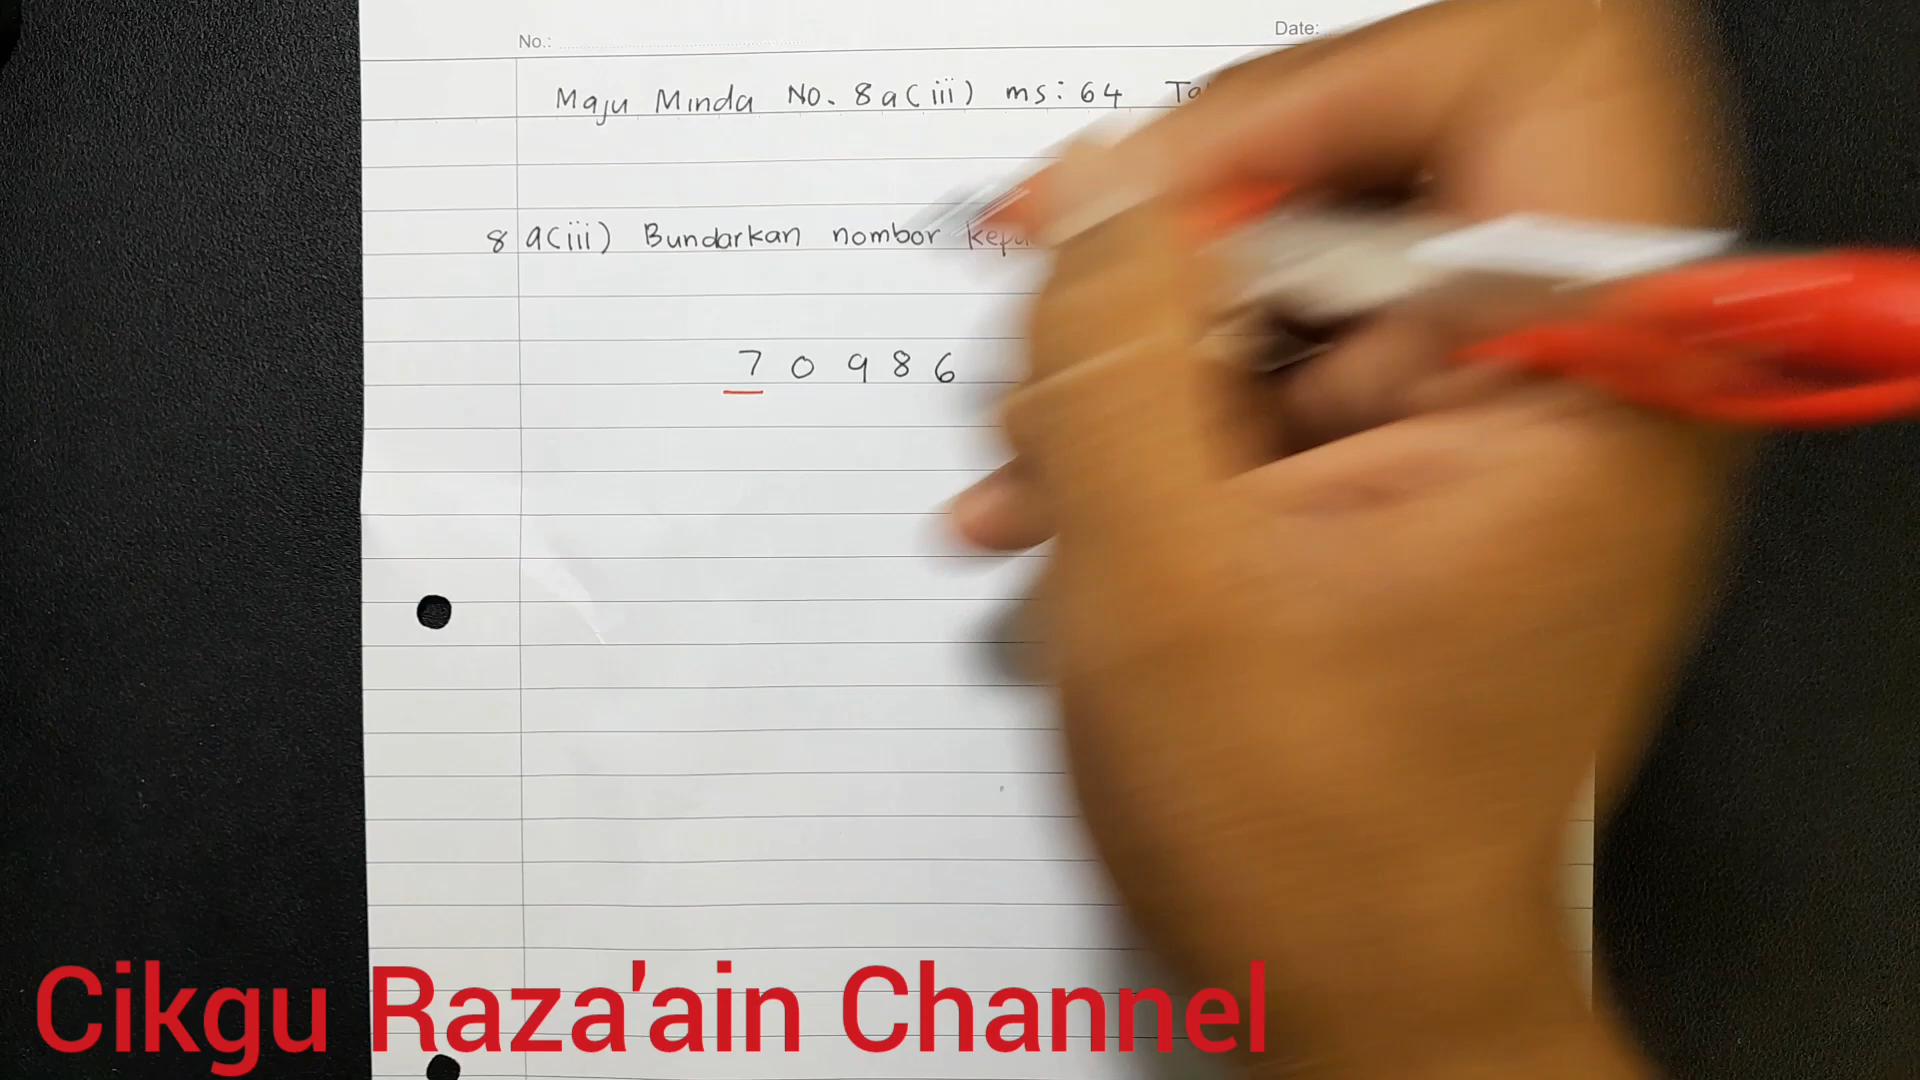 No.: Date:
Maju Minda NO. 8a(iii) ms: 64
8 a(iii) Bundarkan nombor
7 0 9 8 6
Cikgu Raza'ain Channel